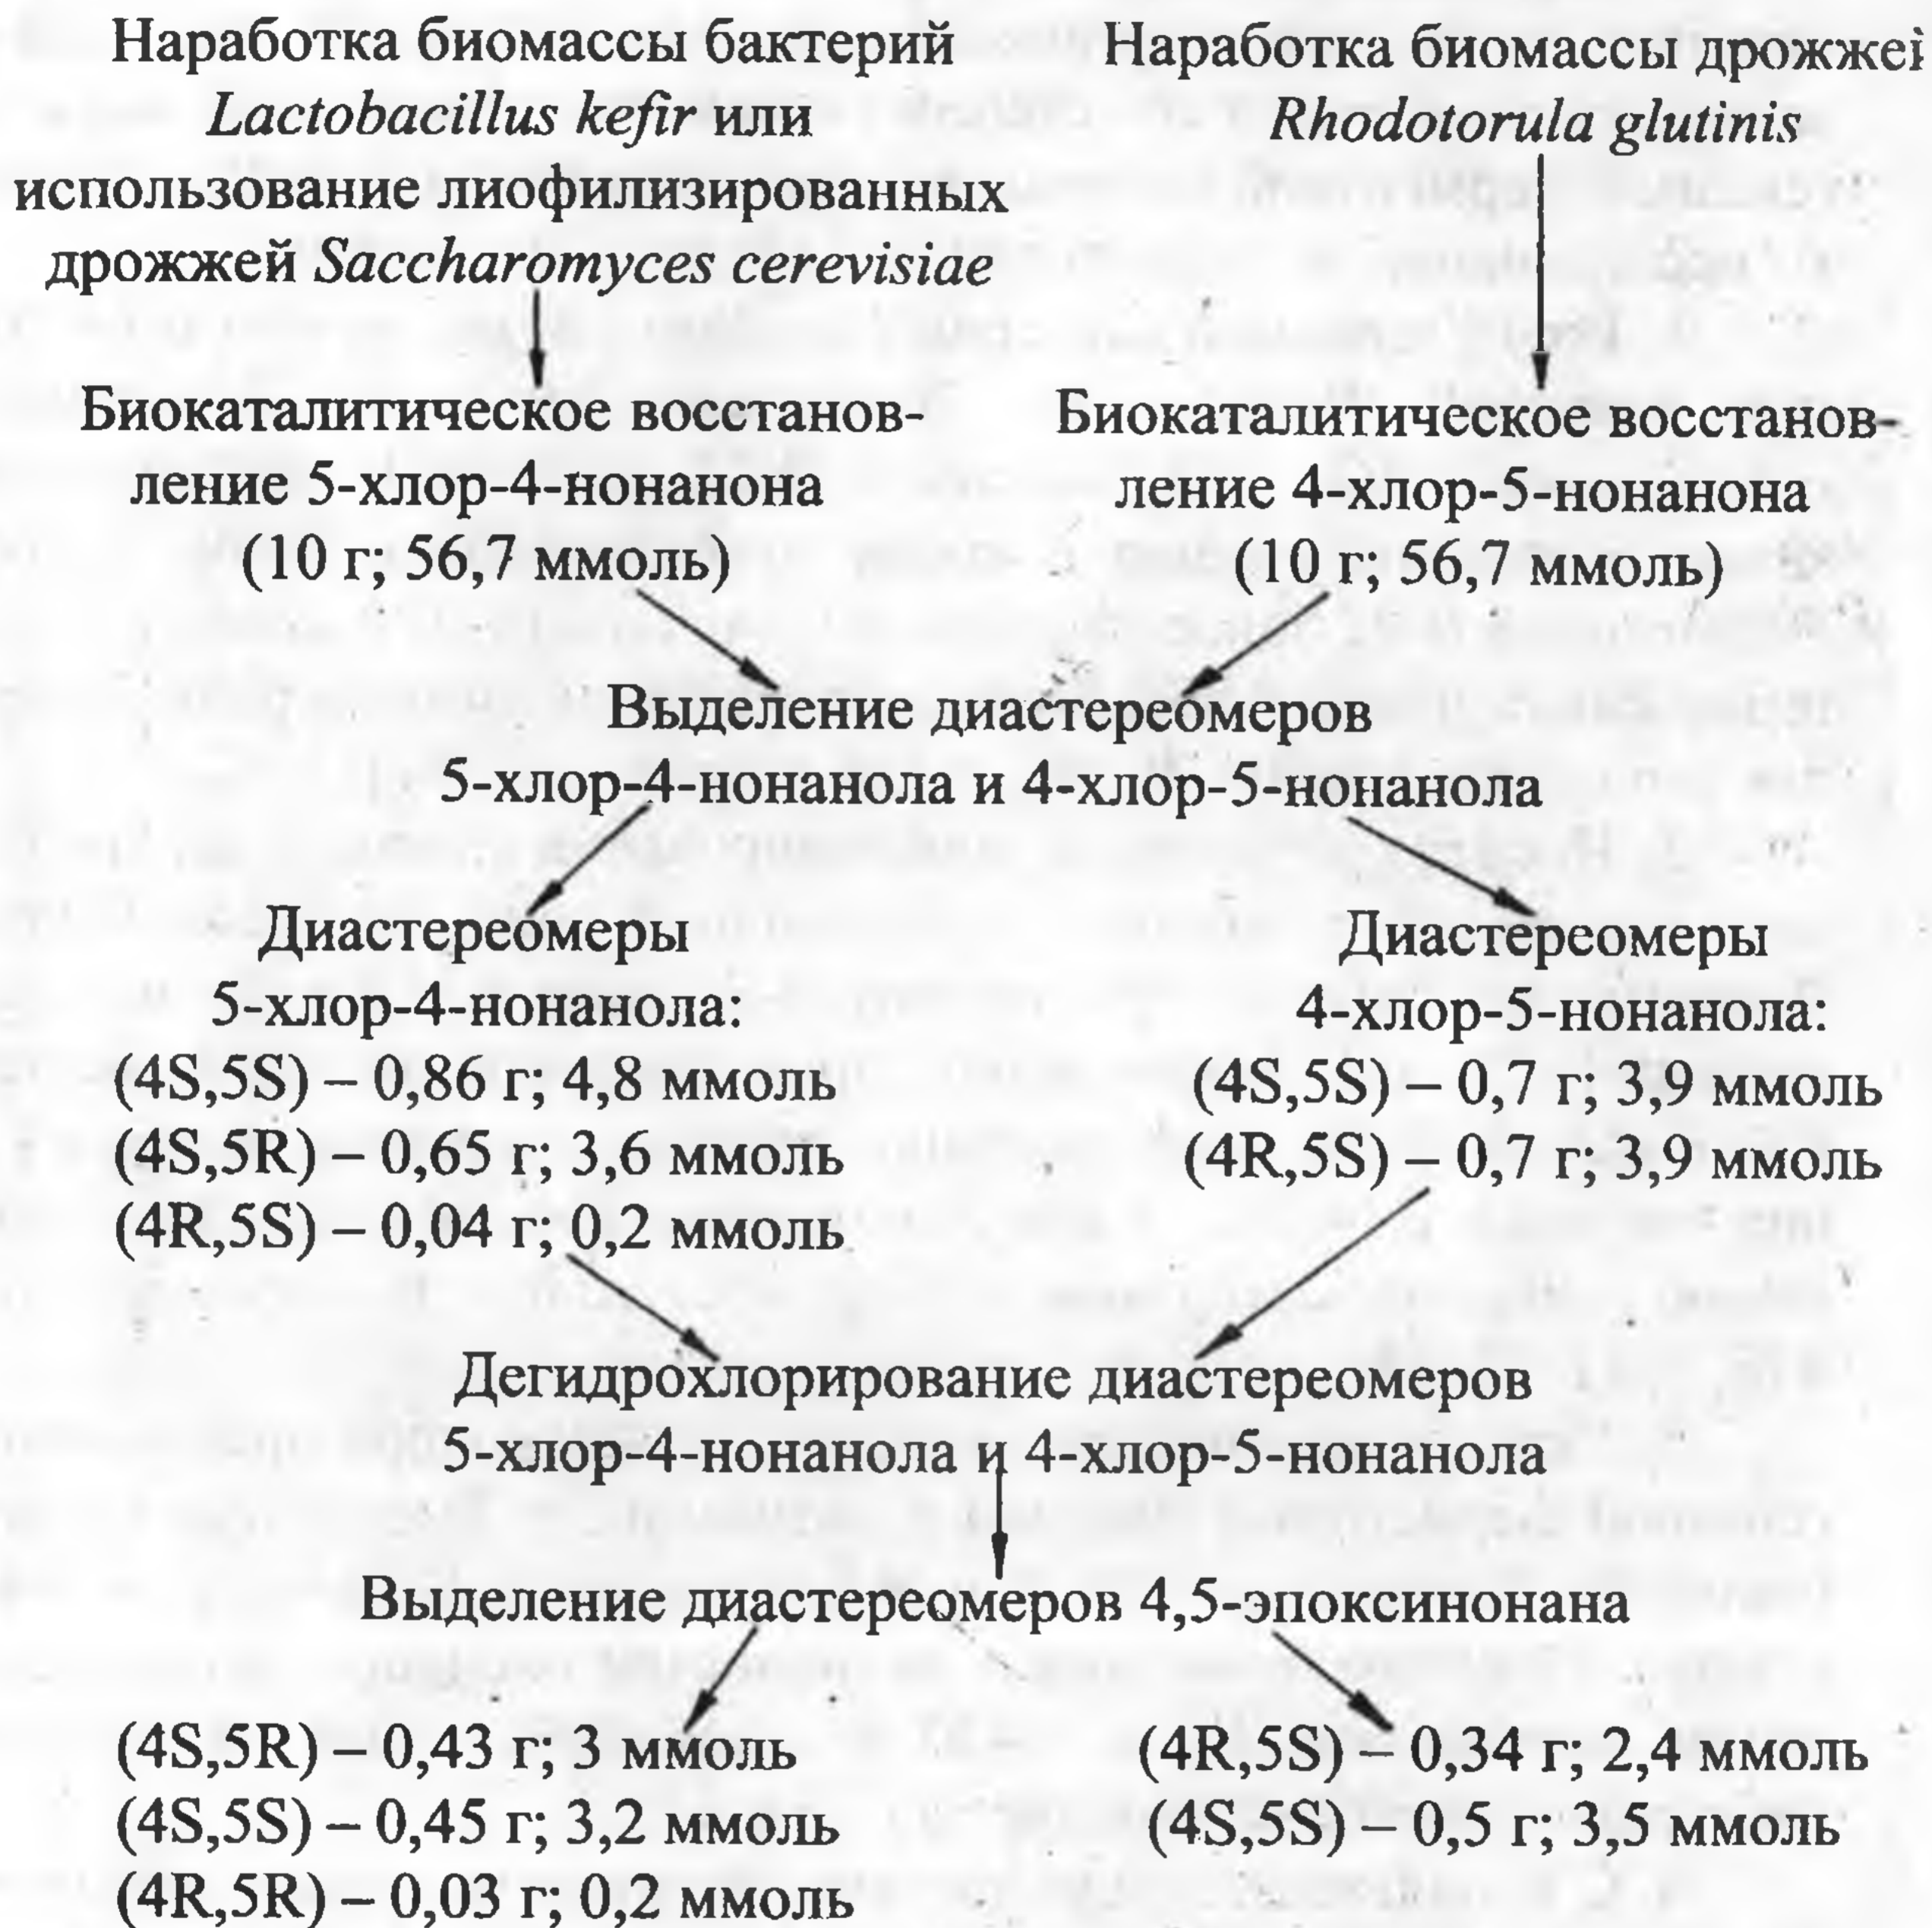 Наработка биомассы бактерий
Lactobacillus kefir или
использование лиофилизированных
дрожжей Saccharomyces cerevisiae
Наработка биомассы дрожжей
Rhodotorula glutinis
Биокаталитическое восстанов-
ление 5-хлор-4-нонанона
(10 г; 56,7 ммоль)
Биокаталитическое восстанов-
ление 4-хлор-5-нонанона
(10 г; 56,7 ммоль)
Выделение диастереомеров
5-хлор-4-нонанола и 4-хлор-5-нонанола
Диастереомеры
5-хлор-4-нонанола:
(4S,5S) – 0,86 г; 4,8 ммоль
(4S,5R) – 0,65 г; 3,6 ммоль
(4R,5S) – 0,04 г; 0,2 ммоль
Диастереомеры
4-хлор-5-нонанола:
(4S,5S) – 0,7 г; 3,9 ммоль
(4R,5S) – 0,7 г; 3,9 ммоль
Дегидрохлорирование диастереомеров
5-хлор-4-нонанола и 4-хлор-5-нонанола
Выделение диастереомеров 4,5-эпоксинонана
(4S,5R) – 0,43 г; 3 ммоль
(4S,5S) – 0,45 г; 3,2 ммоль
(4R,5R) – 0,03 г; 0,2 ммоль
(4R,5S) – 0,34 г; 2,4 ммоль
(4S,5S) – 0,5 г; 3,5 ммоль